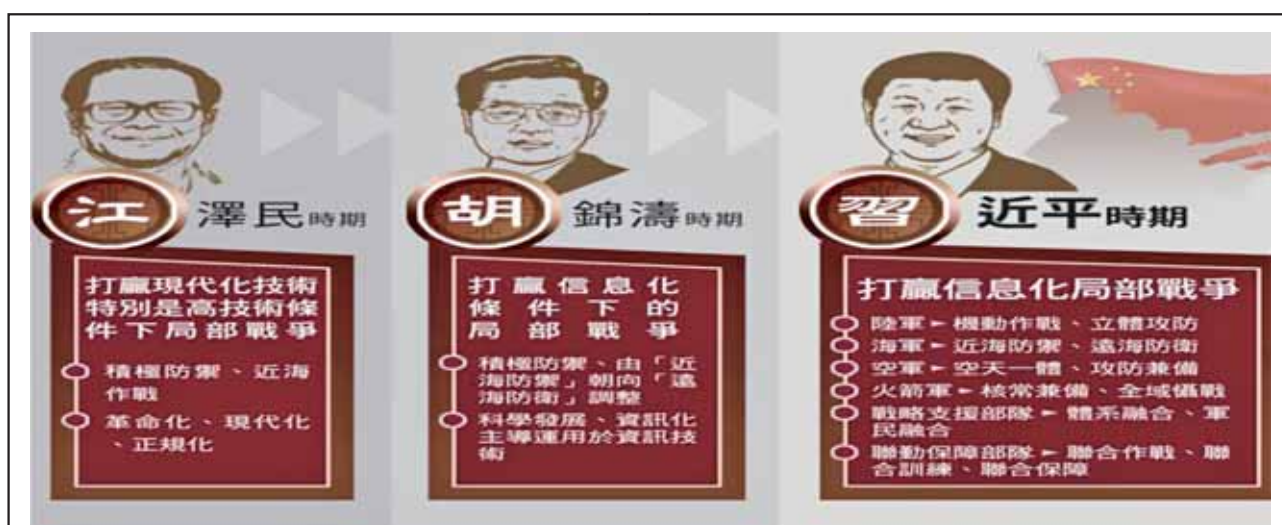 江澤民時期
打贏現代化技術
特別是高技術條
件下局部戰爭
積極防禦、近海
作戰
革命化、現代化
、正規化
胡錦濤時期
打贏信息化
條件下的
局部戰爭
積極防禦、由「近
海防禦」朝向「遠
海防衛」調整
科學發展、資訊化
主導運用於資訊技
術
習近平時期
打贏信息化局部戰爭
陸軍►機動作戰、立體攻防
海軍►近海防禦、遠海防衛
空軍►空天一體、攻防兼備
火箭軍►核常兼備、全域懾戰
戰略支援部隊►體系融合、軍
民融合
聯勤保障部隊►聯合作戰、聯
合訓練、聯合保障